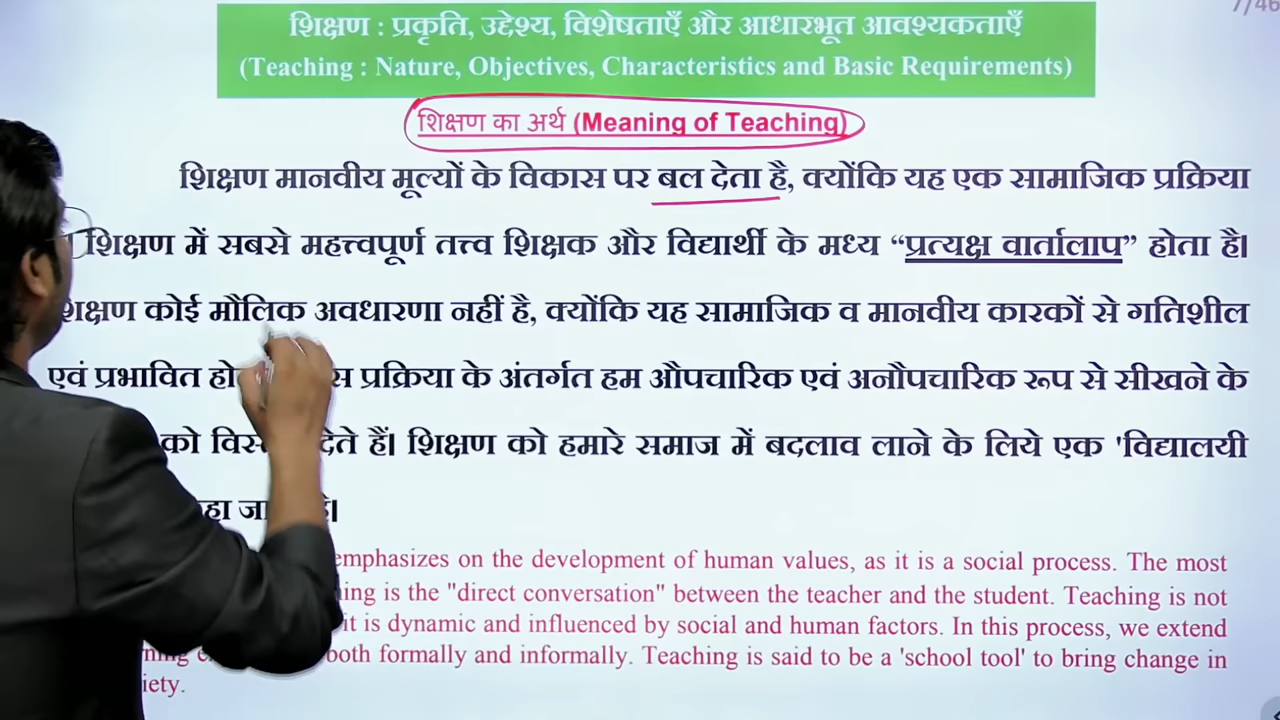 7/46
शिक्षण : प्रकृति, उद्देश्य, विशेषताएँ और आधारभूत आवश्यकताएँ
(Teaching : Nature, Objectives, Characteristics and Basic Requirements)
शिक्षण का अर्थ (Meaning of Teaching)
शिक्षण मानवीय मूल्यों के विकास पर बल देता है, क्योंकि यह एक सामाजिक प्रक्रिया
शिक्षण में सबसे महत्त्वपूर्ण तत्त्व शिक्षक और विद्यार्थी के मध्य “प्रत्यक्ष वार्तालाप” होता है।
शिक्षण कोई मौलिक अवधारणा नहीं है, क्योंकि यह सामाजिक व मानवीय कारकों से गतिशील
एवं प्रभावित प्रक्रिया के अंतर्गत हम औपचारिक एवं अनौपचारिक रूप से सीखने के
को देते हैं। शिक्षण को हमारे समाज में बदलाव लाने के लिये एक 'विद्यालयी
emphasizes on the development of human values, as it is a social process. The most
is the "direct conversation" between the teacher and the student. Teaching is not
it is dynamic and influenced by social and human factors. In this process, we extend
both formally and informally. Teaching is said to be a 'school tool' to bring change in